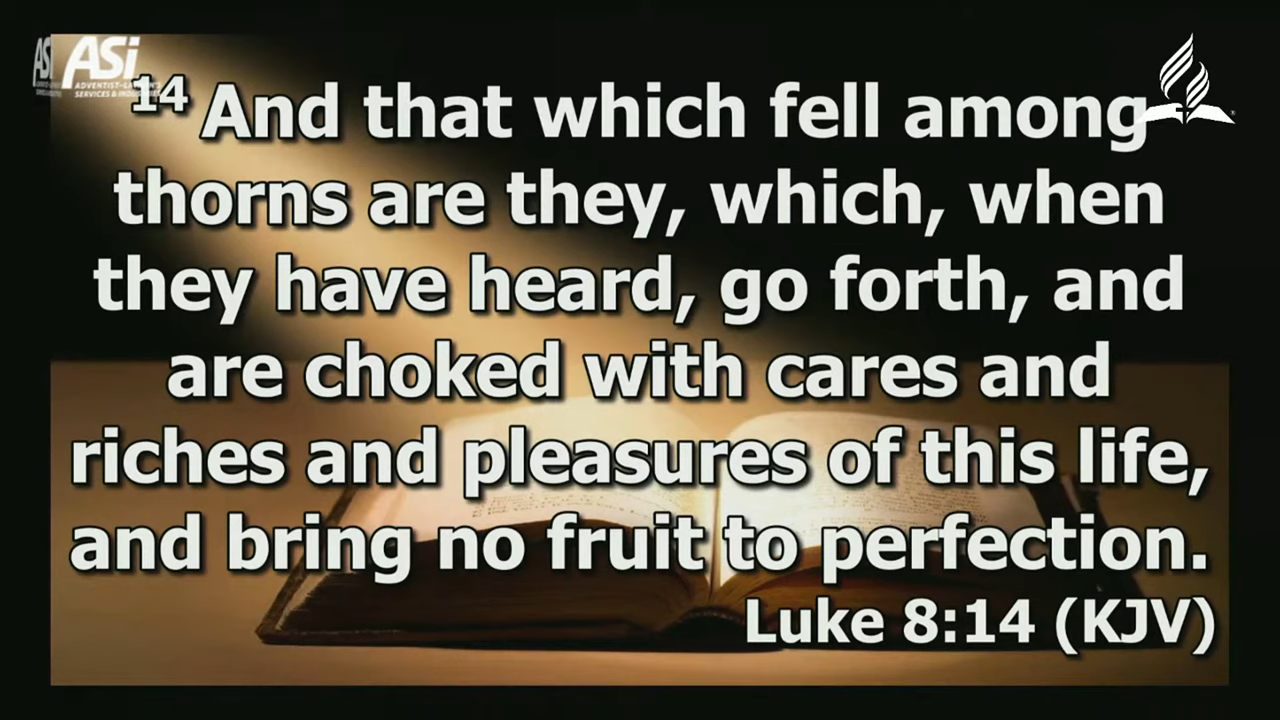 ASi
ADVENTIST-LAYMEN'S
SERVICES & INDUSTRIES
14 And that which fell among
thorns are they, which, when
they have heard, go forth, and
are choked with cares and
riches and pleasures of this life,
and bring no fruit to perfection.
Luke 8:14 (KJV)